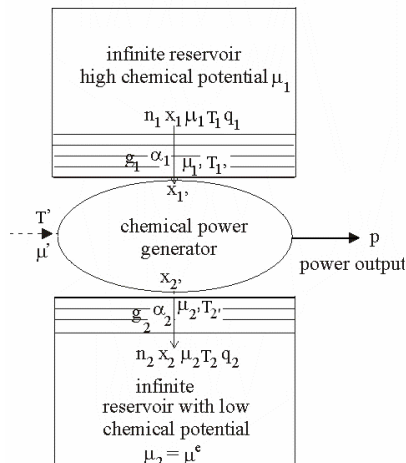 infinite reservoir
high chemical potential μ₁
n₁ x₁ μ₁ T₁ q₁
g₁ α₁ μ₁' T₁'
x₁'
T'
μ'
chemical power
generator
p
power output
x₂'
g₂ α₂ μ₂' T₂'
n₂ x₂ μ₂ T₂ q₂
infinite
reservoir with low
chemical potential
μ₂ = μᵉ